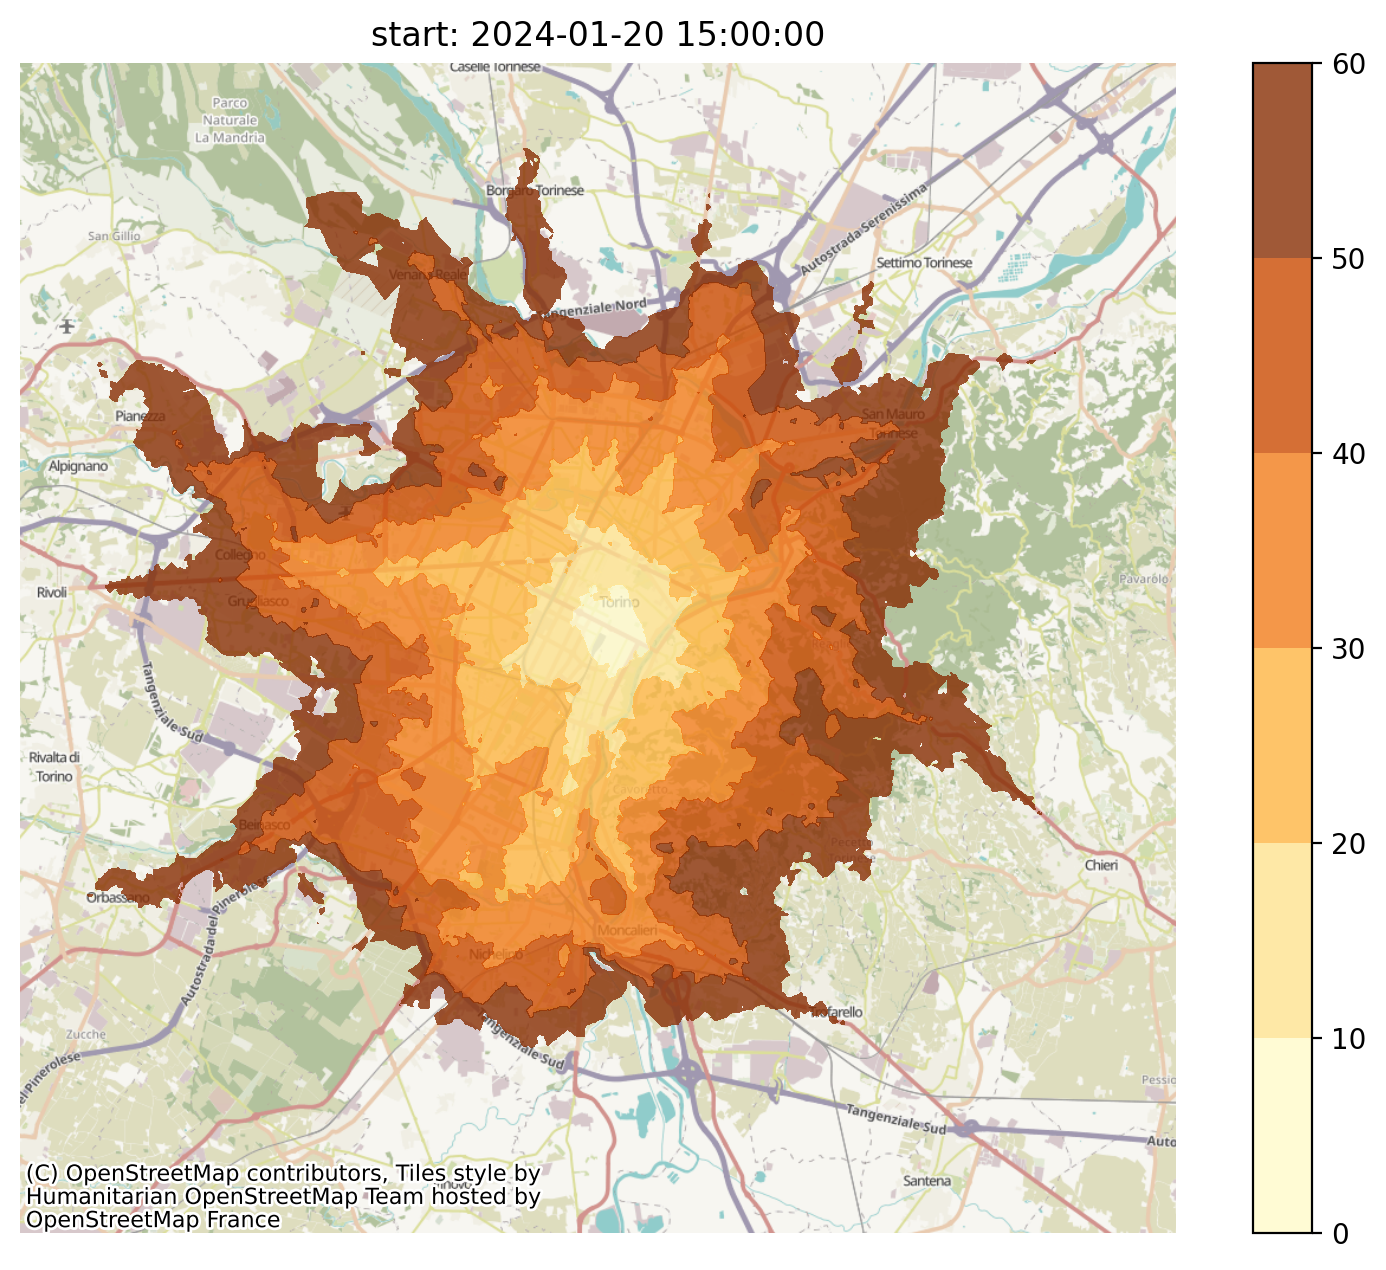 start: 2024-01-20 15:00:00
Caselle Torinese
Parco
Naturale
La Mandria
Borgaro Torinese
Autostrada Serenissima
San Gillio
Settimo Torinese
Venaria Reale
Tangenziale Nord
Pianezza
San Mauro
Torinese
Alpignano
Collegno
Pavarolo
Rivoli
Grugliasco
Torino
Tangenziale Sud
Rivalta di
Torino
Cavoretto
Beinasco
Chieri
Orbassano
Autostrada del Pinerolese
Moncalieri
Nichelino
Trofarello
Tangenziale Sud
Zucche
el Pinerolese
Pessio
Tangenziale Sud
Auto
Santena
(C) OpenStreetMap contributors, Tiles style by
Humanitarian OpenStreetMap Team hosted by
OpenStreetMap France
60
50
40
30
20
10
0